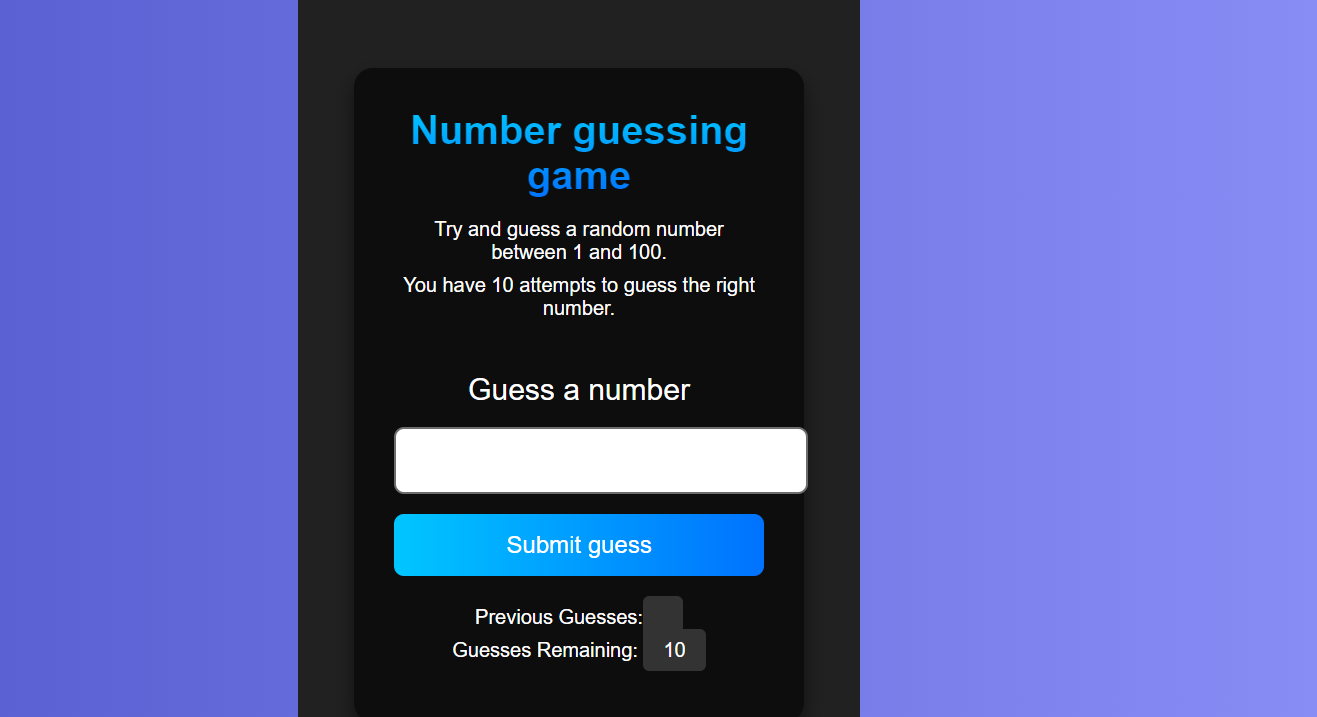 Number guessing
game
Try and guess a random number
between 1 and 100.
You have 10 attempts to guess the right
number.
Guess a number
Submit guess
Previous Guesses:
Guesses Remaining: 10